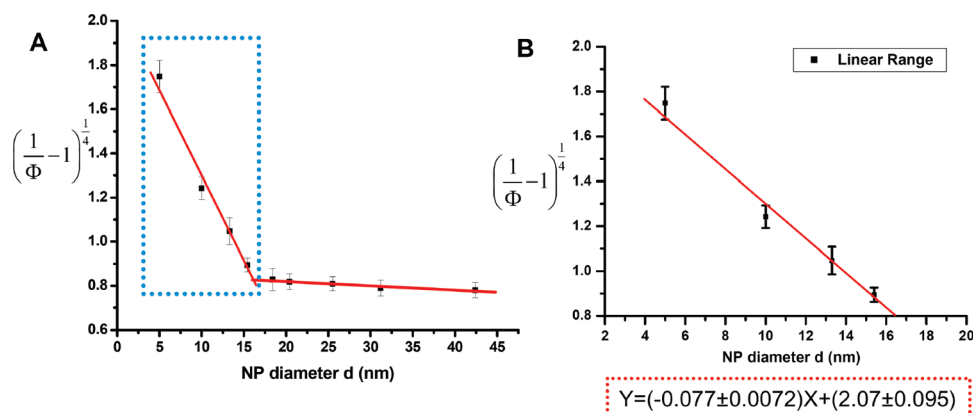 A
2.0
1.8
1.6
1.4
1.2
1.0
0.8
0.6
(1/Φ −1)^1/4
0 5 10 15 20 25 30 35 40 45
NP diameter d (nm)
B
Linear Range
2.0
1.8
1.6
1.4
1.2
1.0
0.8
(1/Φ −1)^1/4
2 4 6 8 10 12 14 16 18 20
NP diameter d (nm)
Y=(-0.077±0.0072)X+(2.07±0.095)